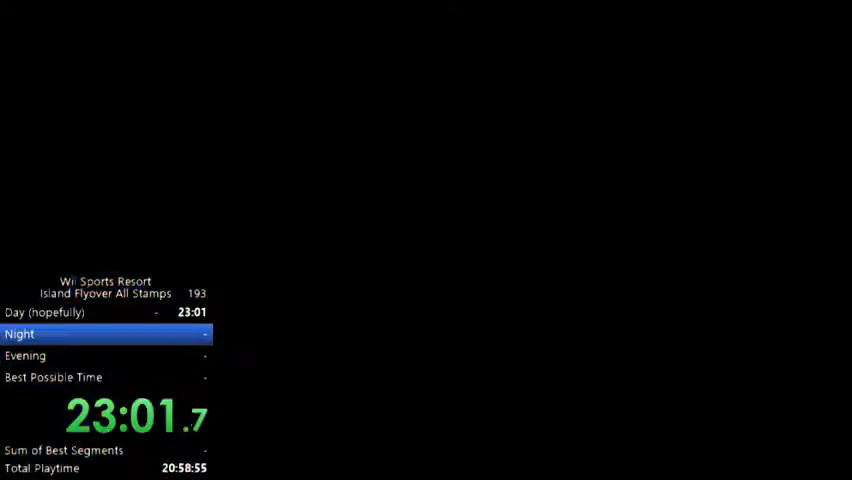 Wii Sports Resort
Island Flyover All Stamps 193
Day (hopefully) - 23:01
Night -
Evening -
Best Possible Time -
23:01.7
Sum of Best Segments -
Total Playtime 20:58:55